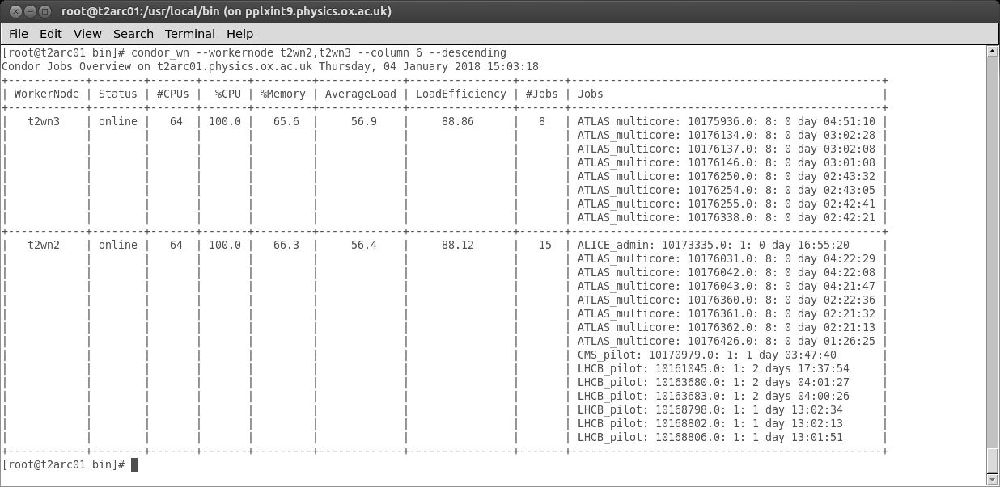 root@t2arc01:/usr/local/bin (on pplxint9.physics.ox.ac.uk)
File Edit View Search Terminal Help
[root@t2arc01 bin]# condor_wn --workernode t2wn2,t2wn3 --column 6 --descending
Condor Jobs Overview on t2arc01.physics.ox.ac.uk Thursday, 04 January 2018 15:03:18
+------------+--------+-------+-------+---------+-------------+----------------+-------+------------------------------------------------+
| WorkerNode | Status | #CPUs |  %CPU | %Memory | AverageLoad | LoadEfficiency | #Jobs | Jobs                                           |
+------------+--------+-------+-------+---------+-------------+----------------+-------+------------------------------------------------+
|   t2wn3    | online |   64  | 100.0 |   65.6  |     56.9    |     88.86      |   8   | ATLAS_multicore: 10175936.0: 8: 0 day 04:51:10 |
|            |        |       |       |         |             |                |       | ATLAS_multicore: 10176134.0: 8: 0 day 03:02:28 |
|            |        |       |       |         |             |                |       | ATLAS_multicore: 10176137.0: 8: 0 day 03:02:08 |
|            |        |       |       |         |             |                |       | ATLAS_multicore: 10176146.0: 8: 0 day 03:01:08 |
|            |        |       |       |         |             |                |       | ATLAS_multicore: 10176250.0: 8: 0 day 02:43:32 |
|            |        |       |       |         |             |                |       | ATLAS_multicore: 10176254.0: 8: 0 day 02:43:05 |
|            |        |       |       |         |             |                |       | ATLAS_multicore: 10176255.0: 8: 0 day 02:42:41 |
|            |        |       |       |         |             |                |       | ATLAS_multicore: 10176338.0: 8: 0 day 02:42:21 |
+------------+--------+-------+-------+---------+-------------+----------------+-------+------------------------------------------------+
|   t2wn2    | online |   64  | 100.0 |   66.3  |     56.4    |     88.12      |   15  | ALICE_admin: 10173335.0: 1: 0 day 16:55:20     |
|            |        |       |       |         |             |                |       | ATLAS_multicore: 10176031.0: 8: 0 day 04:22:29 |
|            |        |       |       |         |             |                |       | ATLAS_multicore: 10176042.0: 8: 0 day 04:22:08 |
|            |        |       |       |         |             |                |       | ATLAS_multicore: 10176043.0: 8: 0 day 04:21:47 |
|            |        |       |       |         |             |                |       | ATLAS_multicore: 10176360.0: 8: 0 day 02:22:36 |
|            |        |       |       |         |             |                |       | ATLAS_multicore: 10176361.0: 8: 0 day 02:21:32 |
|            |        |       |       |         |             |                |       | ATLAS_multicore: 10176362.0: 8: 0 day 02:21:13 |
|            |        |       |       |         |             |                |       | ATLAS_multicore: 10176426.0: 8: 0 day 01:26:25 |
|            |        |       |       |         |             |                |       | CMS_pilot: 10170979.0: 1: 1 day 03:47:40       |
|            |        |       |       |         |             |                |       | LHCB_pilot: 10161045.0: 1: 2 days 17:37:54     |
|            |        |       |       |         |             |                |       | LHCB_pilot: 10163680.0: 1: 2 days 04:01:27     |
|            |        |       |       |         |             |                |       | LHCB_pilot: 10163683.0: 1: 2 days 04:00:26     |
|            |        |       |       |         |             |                |       | LHCB_pilot: 10168798.0: 1: 1 day 13:02:34      |
|            |        |       |       |         |             |                |       | LHCB_pilot: 10168802.0: 1: 1 day 13:02:13      |
|            |        |       |       |         |             |                |       | LHCB_pilot: 10168806.0: 1: 1 day 13:01:51      |
+------------+--------+-------+-------+---------+-------------+----------------+-------+------------------------------------------------+
[root@t2arc01 bin]#